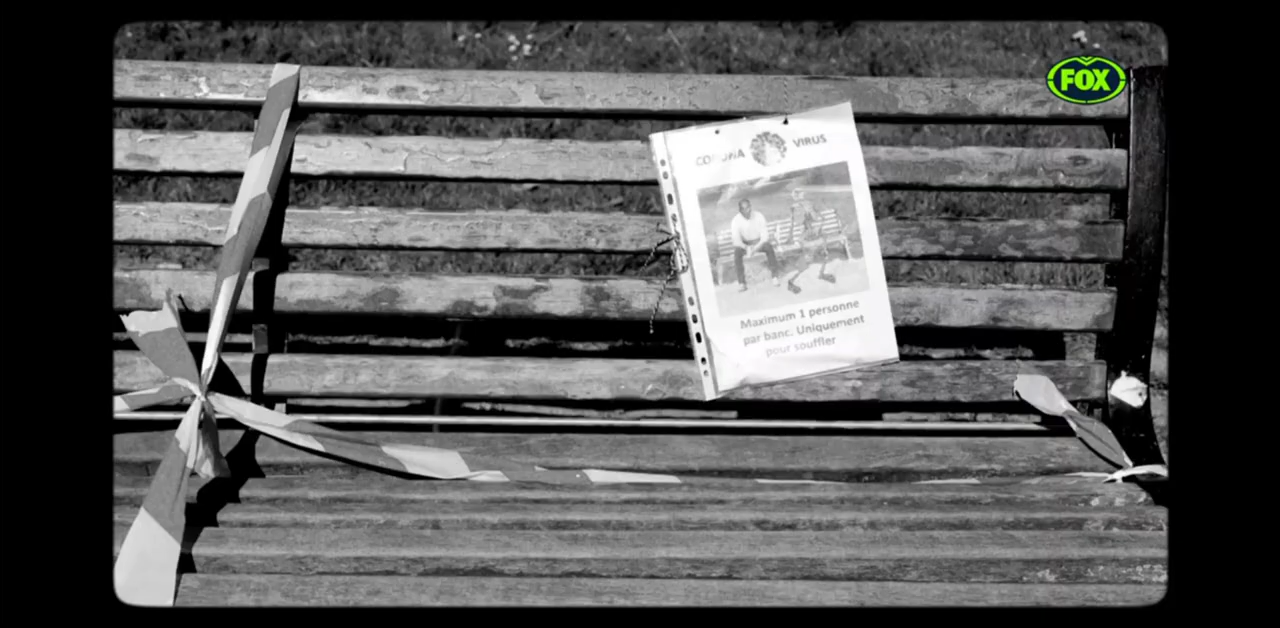 FOX
CORONA VIRUS
Maximum 1 personne
par banc. Uniquement
pour souffler